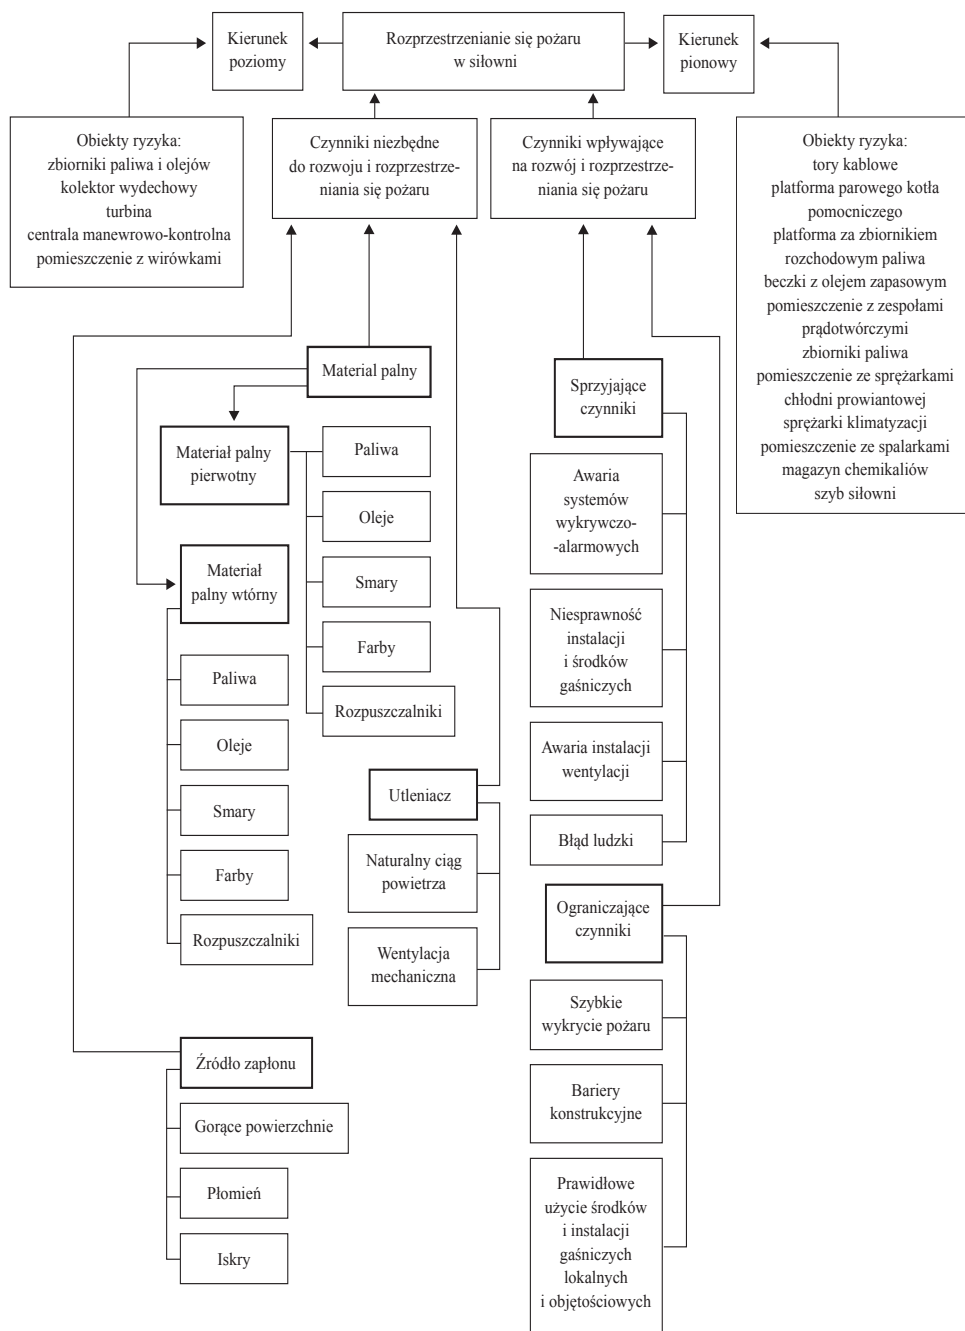 Kierunek
poziomy
Rozprzestrzenianie się pożaru
w siłowni
Kierunek
pionowy
Obiekty ryzyka:
zbiorniki paliwa i olejów
kolektor wydechowy
turbina
centrala manewrowo-kontrolna
pomieszczenie z wirówkami
Czynniki niezbędne
do rozwoju i rozprzestrze-
niania się pożaru
Czynniki wpływające
na rozwój i rozprzestrze-
niania się pożaru
Obiekty ryzyka:
tory kablowe
platforma parowego kotła
pomocniczego
platforma za zbiornikiem
rozchodowym paliwa
beczki z olejem zapasowym
pomieszczenie z zespołami
prądotwórczymi
zbiorniki paliwa
pomieszczenie ze sprężarkami
chłodni prowiantowej
sprężarki klimatyzacji
pomieszczenie ze spalarkami
magazyn chemikaliów
szyb siłowni
Material palny
Materiał palny
pierwotny
Paliwa
Oleje
Smary
Farby
Rozpuszczalniki
Materiał
palny wtórny
Paliwa
Oleje
Smary
Farby
Rozpuszczalniki
Utleniacz
Naturalny ciąg
powietrza
Wentylacja
mechaniczna
Źródło zapłonu
Gorące powierzchnie
Płomień
Iskry
Sprzyjające
czynniki
Awaria
systemów
wykrywczo-
-alarmowych
Niesprawność
instalacji
i środków
gaśniczych
Awaria instalacji
wentylacji
Błąd ludzki
Ograniczające
czynniki
Szybkie
wykrycie pożaru
Bariery
konstrukcyjne
Prawidłowe
użycie środków
i instalacji
gaśniczych
lokalnych
i objętościowych